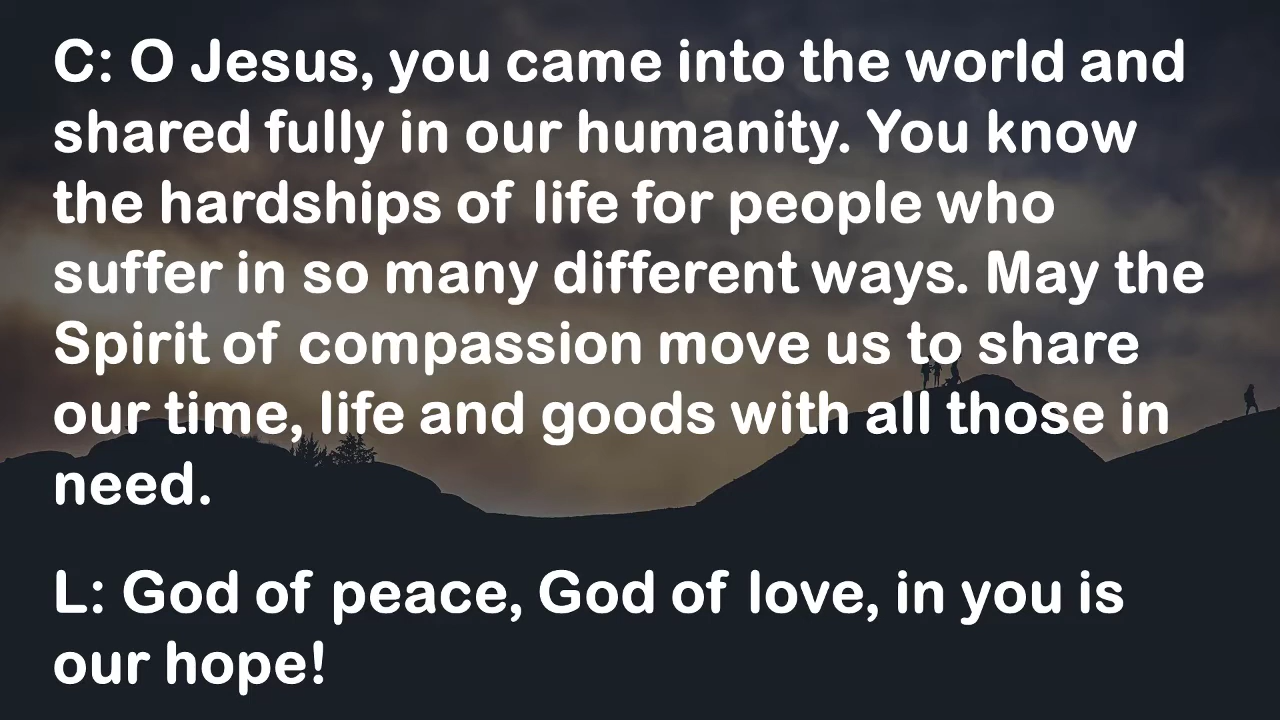 C: O Jesus, you came into the world and
shared fully in our humanity. You know
the hardships of life for people who
suffer in so many different ways. May the
Spirit of compassion move us to share
our time, life and goods with all those in
need.
L: God of peace, God of love, in you is
our hope!